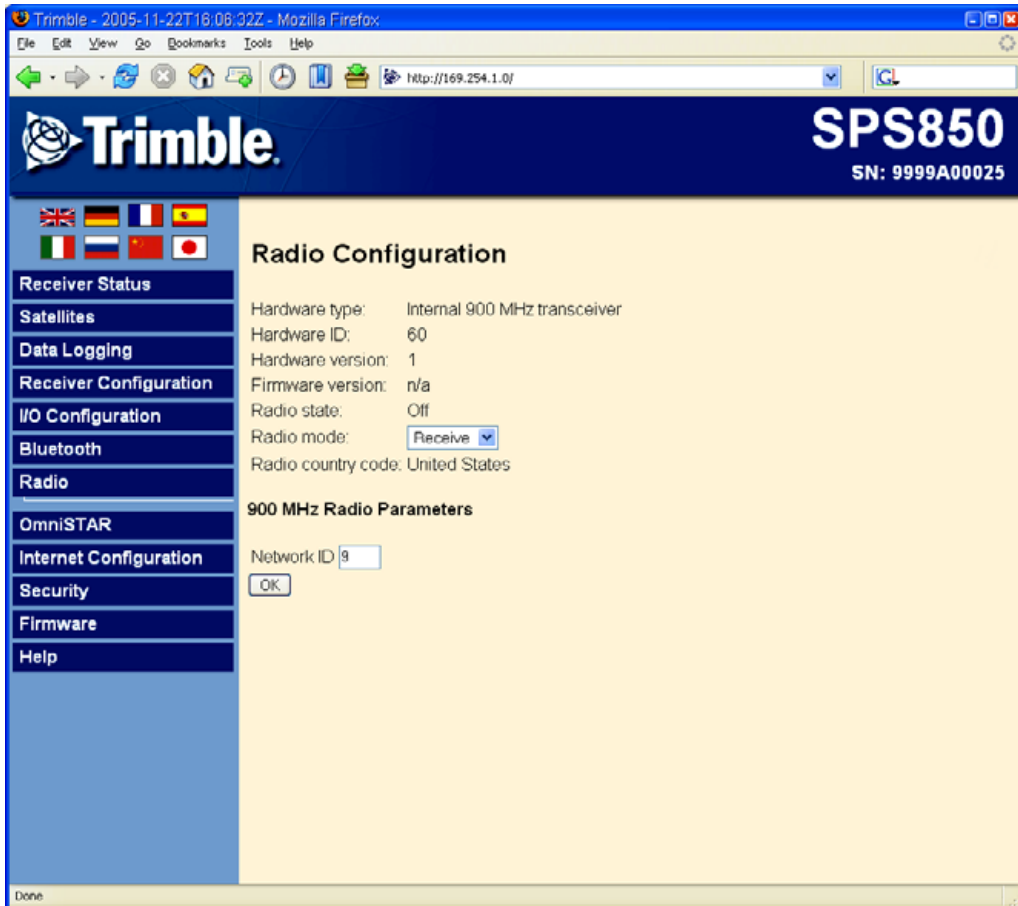 Trimble - 2005-11-22T16:06:32Z - Mozilla Firefox
File Edit View Go Bookmarks Tools Help
http://169.254.1.0/
G
Trimble.
SPS850
SN: 9999A00025
Receiver Status
Satellites
Data Logging
Receiver Configuration
I/O Configuration
Bluetooth
Radio
OmniSTAR
Internet Configuration
Security
Firmware
Help
Radio Configuration
Hardware type: Internal 900 MHz transceiver
Hardware ID: 60
Hardware version: 1
Firmware version: n/a
Radio state: Off
Radio mode: Receive
Radio country code: United States
900 MHz Radio Parameters
Network ID 9
OK
Done